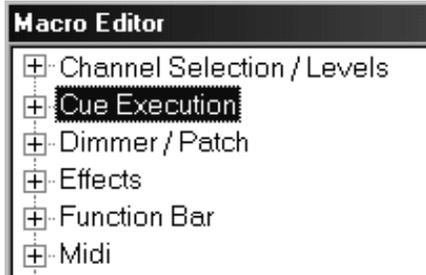 Macro Editor
Channel Selection / Levels
Cue Execution
Dimmer / Patch
Effects
Function Bar
Midi